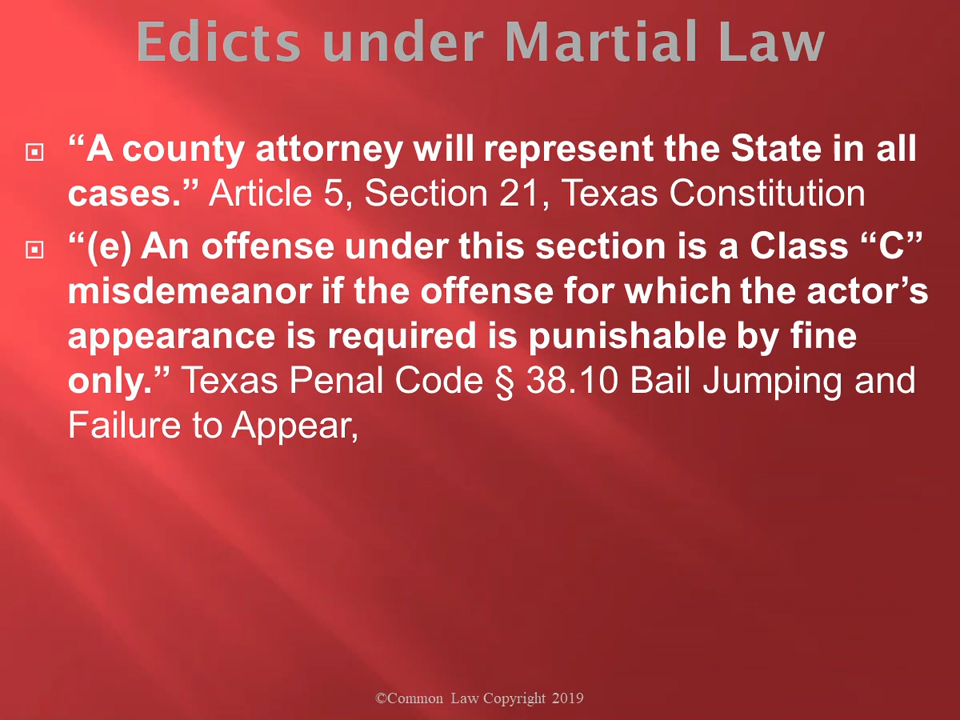 Edicts under Martial Law
“A county attorney will represent the State in all
cases.” Article 5, Section 21, Texas Constitution
“(e) An offense under this section is a Class “C”
misdemeanor if the offense for which the actor’s
appearance is required is punishable by fine
only.” Texas Penal Code § 38.10 Bail Jumping and
Failure to Appear,
©Common Law Copyright 2019